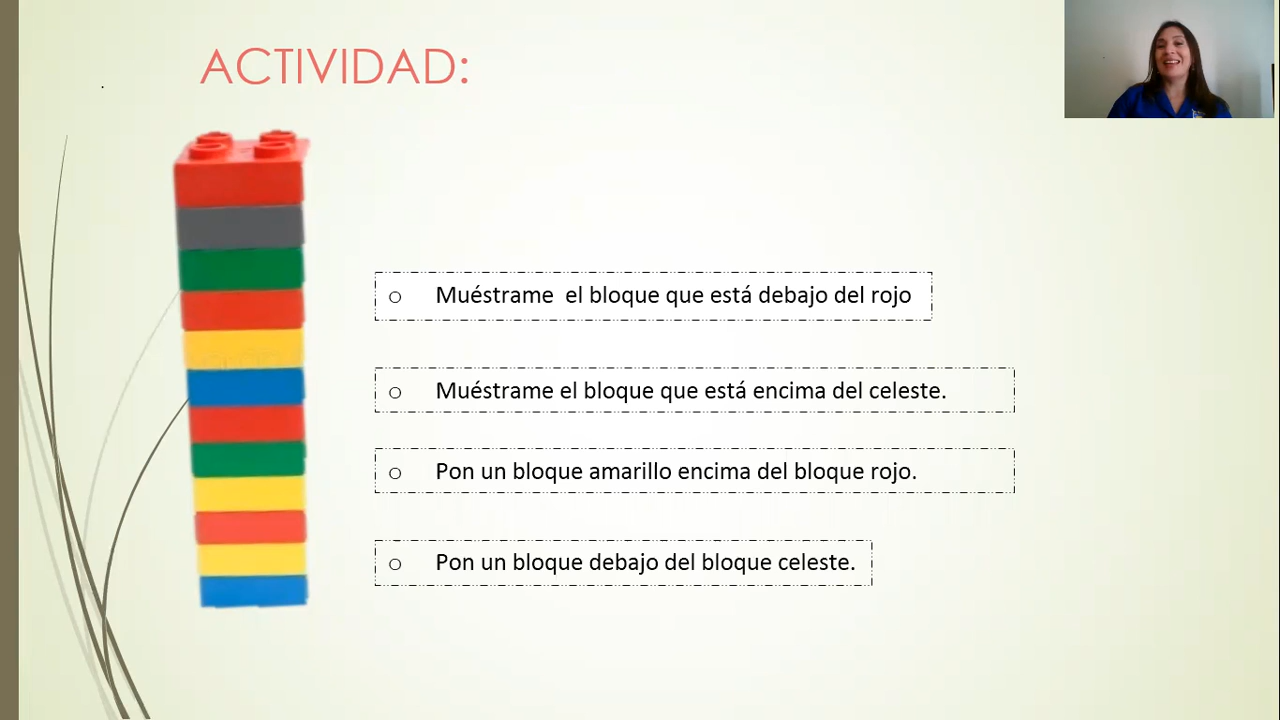 ACTIVIDAD:
o Muéstrame el bloque que está debajo del rojo
o Muéstrame el bloque que está encima del celeste.
o Pon un bloque amarillo encima del bloque rojo.
o Pon un bloque debajo del bloque celeste.